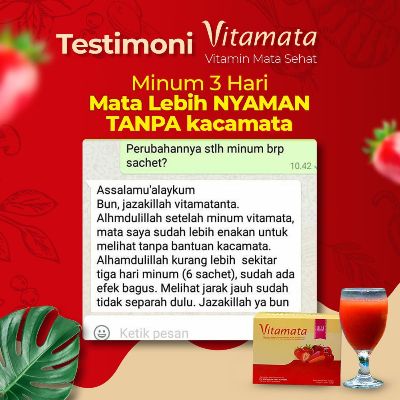 Testimoni Vitamata
Vitamin Mata Sehat
Minum 3 Hari
Mata Lebih NYAMAN
TANPA kacamata
Perubahannya stlh minum brp
sachet?
10.42
Assalamu'alaykum
Bun, jazakillah vitamatanta.
Alhmdulillah setelah minum vitamata,
mata saya sudah lebih enakan untuk
melihat tanpa bantuan kacamata.
Alhamdulillah kurang lebih sekitar
tiga hari minum (6 sachet), sudah ada
efek bagus. Melihat jarak jauh sudah
tidak separah dulu. Jazakillah ya bun
Ketik pesan
Vitamata